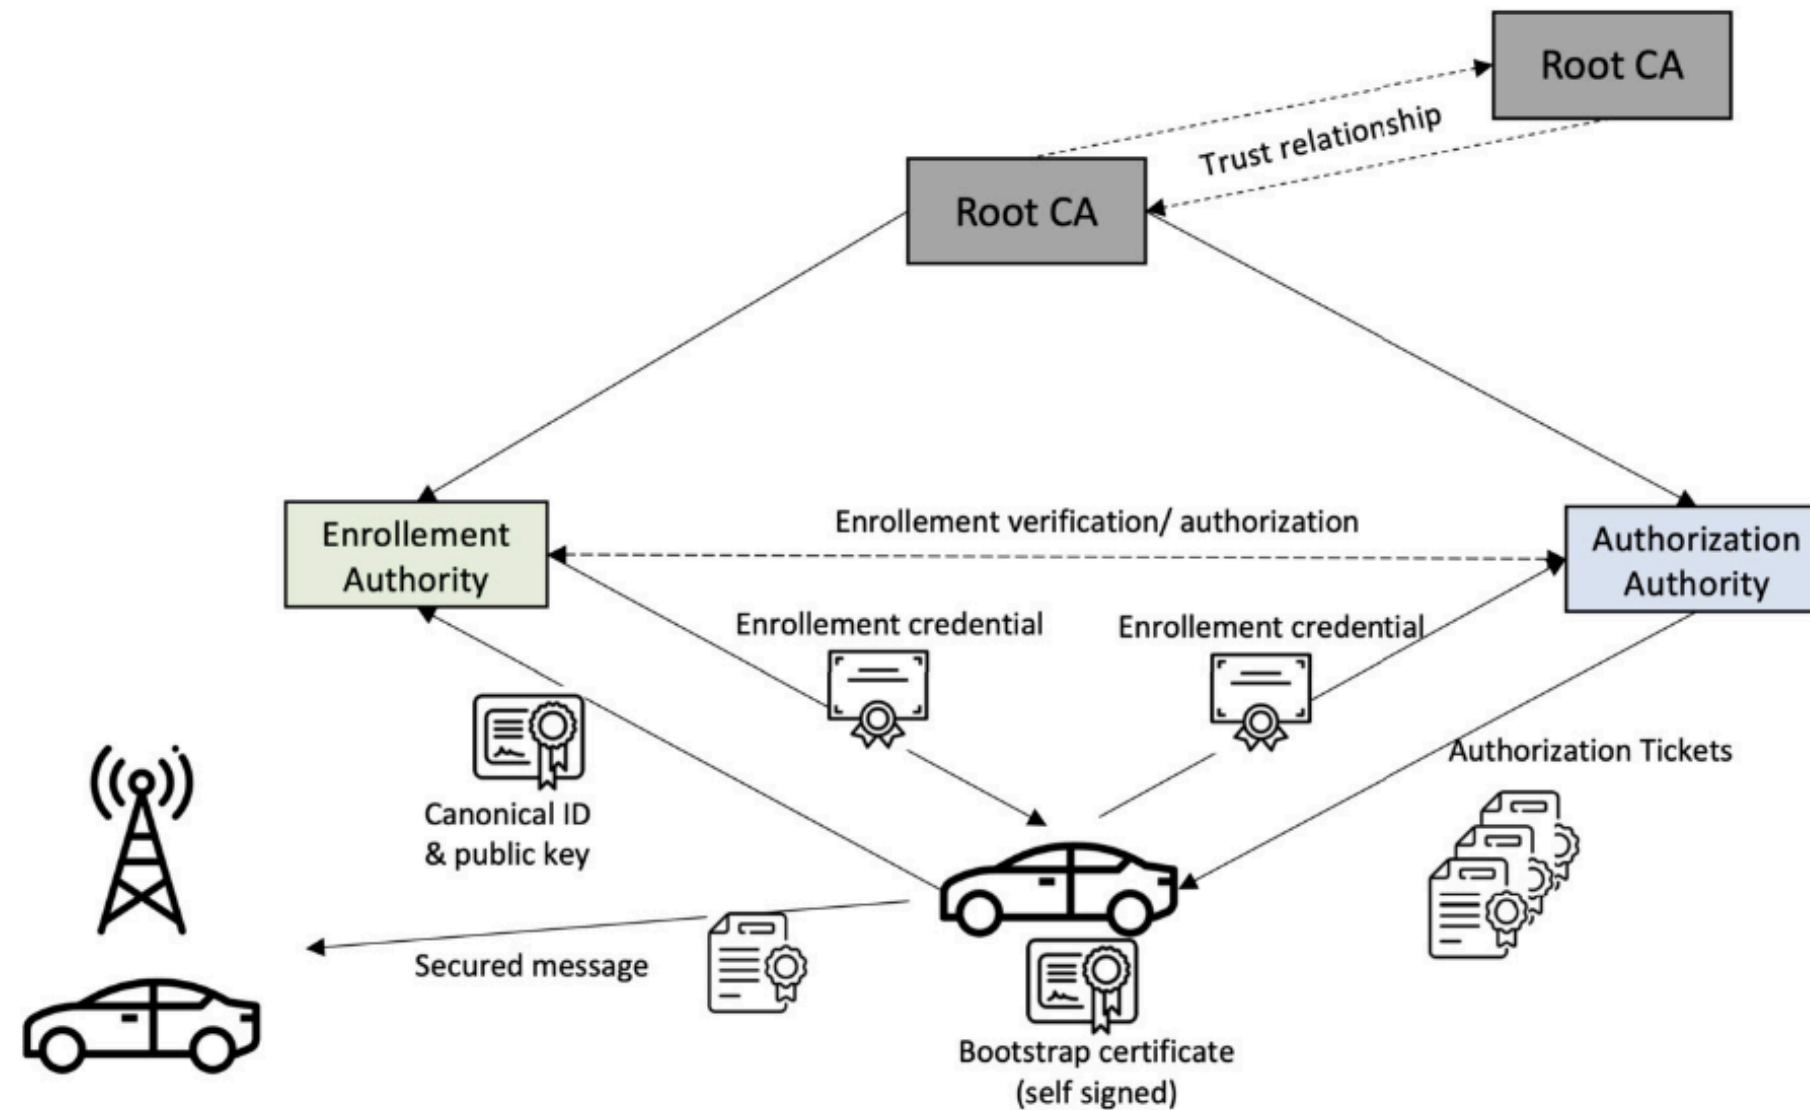 Root CA
Trust relationship
Root CA
Enrollement
Authority
Enrollement verification/ authorization
Authorization
Authority
Enrollement credential
Enrollement credential
Canonical ID
& public key
Authorization Tickets
Secured message
Bootstrap certificate
(self signed)